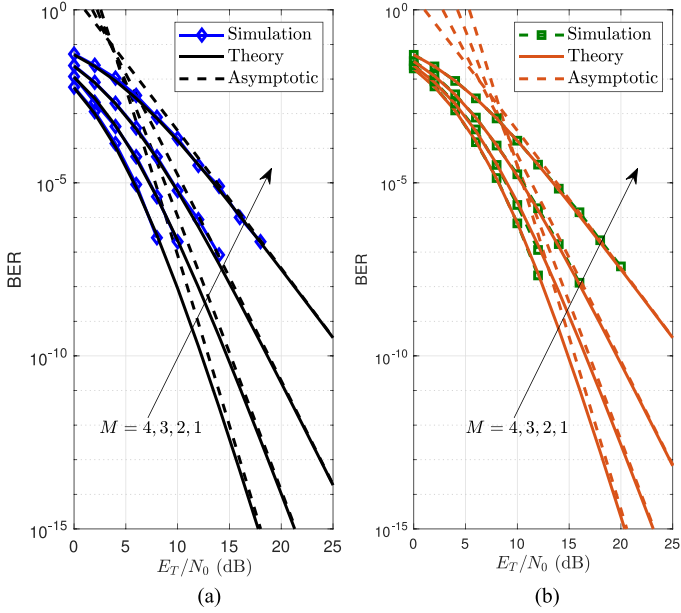 10^0
10^-5
10^-10
10^-15
BER
0 5 10 15 20 25
E_T/N_0 (dB)
Simulation
Theory
Asymptotic
M = 4, 3, 2, 1
(a)
10^0
10^-5
10^-10
10^-15
BER
0 5 10 15 20 25
E_T/N_0 (dB)
Simulation
Theory
Asymptotic
M = 4, 3, 2, 1
(b)